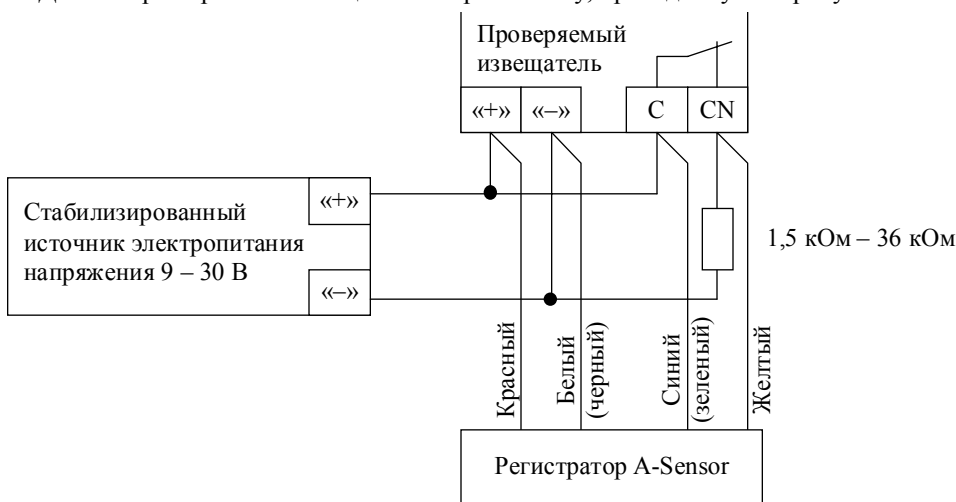 Проверяемый
извещатель
«+» «–» C CN
Стабилизированный
источник электропитания
напряжения 9 – 30 В
«+»
«–»
1,5 кОм – 36 кОм
Красный
Белый
(черный)
Синий
(зеленый)
Желтый
Регистратор A-Sensor